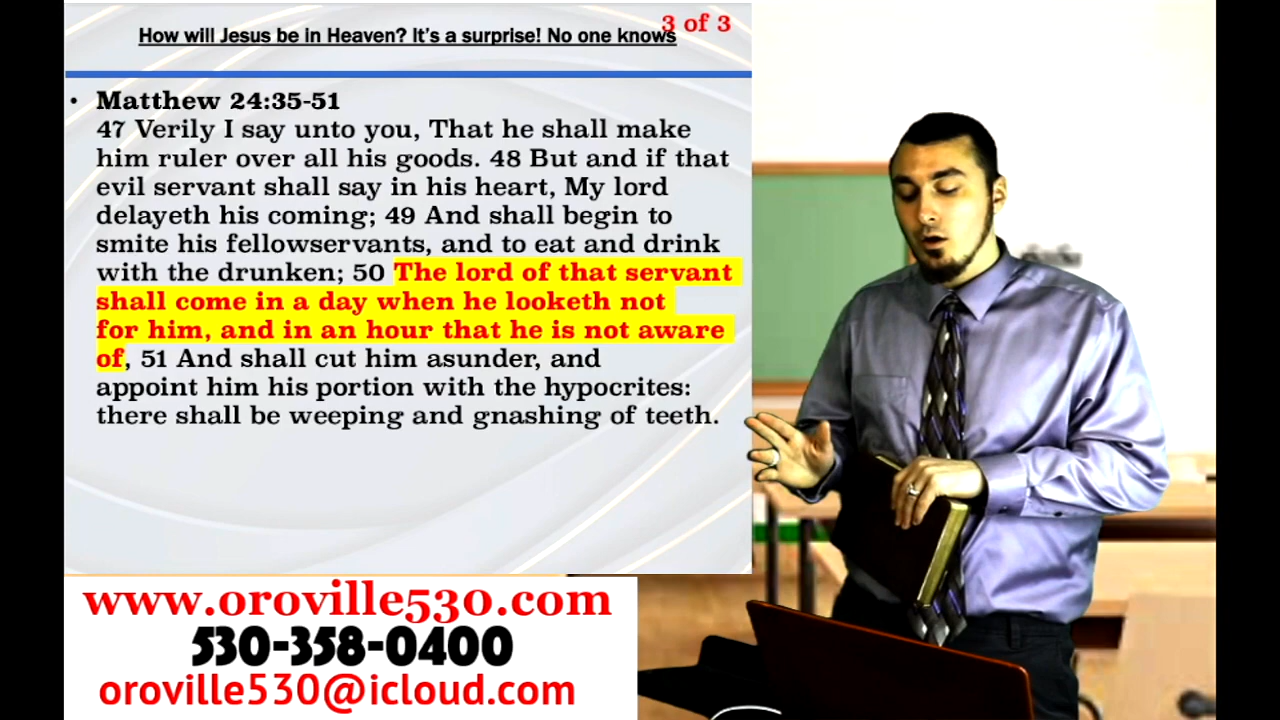 3 of 3
How will Jesus be in Heaven? It's a surprise! No one knows
• Matthew 24:35-51
47 Verily I say unto you, That he shall make
him ruler over all his goods. 48 But and if that
evil servant shall say in his heart, My lord
delayeth his coming; 49 And shall begin to
smite his fellowservants, and to eat and drink
with the drunken; 50 The lord of that servant
shall come in a day when he looketh not
for him, and in an hour that he is not aware
of, 51 And shall cut him asunder, and
appoint him his portion with the hypocrites:
there shall be weeping and gnashing of teeth.
www.oroville530.com
530-358-0400
oroville530@icloud.com